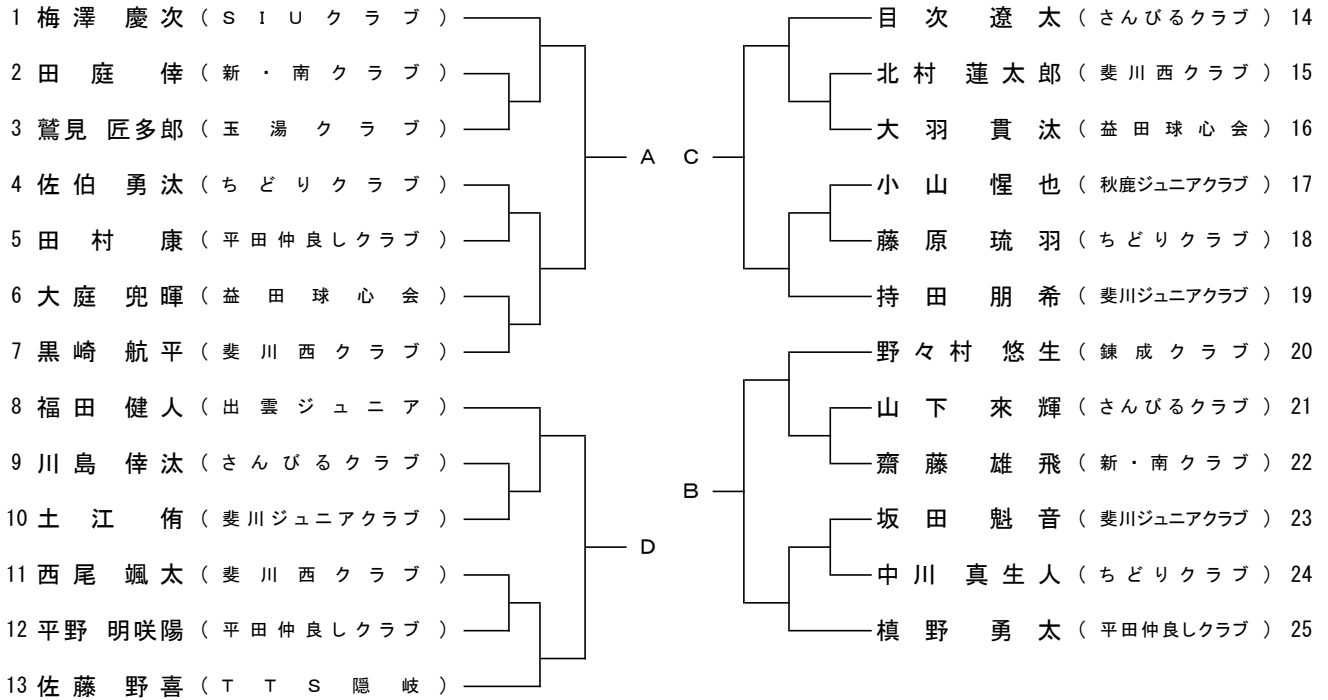 1 梅澤 慶次 (SIUクラブ)
2 田庭 倖 (新・南クラブ)
3 鷲見 匠多郎 (玉湯クラブ)
4 佐伯 勇汰 (ちどりクラブ)
5 田村 康 (平田仲良しクラブ)
6 大庭 兜暉 (益田球心会)
7 黒崎 航平 (斐川西クラブ)
8 福田 健人 (出雲ジュニア)
9 川島 倖汰 (さんびるクラブ)
10 土江 侑 (斐川ジュニアクラブ)
11 西尾 颯太 (斐川西クラブ)
12 平野 明咲陽 (平田仲良しクラブ)
13 佐藤 野喜 (TTS隠岐)
A
D
C
B
目次 遼太 (さんびるクラブ) 14
北村 蓮太郎 (斐川西クラブ) 15
大羽 貫汰 (益田球心会) 16
小山 惺也 (秋鹿ジュニアクラブ) 17
藤原 琉羽 (ちどりクラブ) 18
持田 朋希 (斐川ジュニアクラブ) 19
野々村 悠生 (錬成クラブ) 20
山下 來輝 (さんびるクラブ) 21
齋藤 雄飛 (新・南クラブ) 22
坂田 魁音 (斐川ジュニアクラブ) 23
中川 真生人 (ちどりクラブ) 24
槙野 勇太 (平田仲良しクラブ) 25